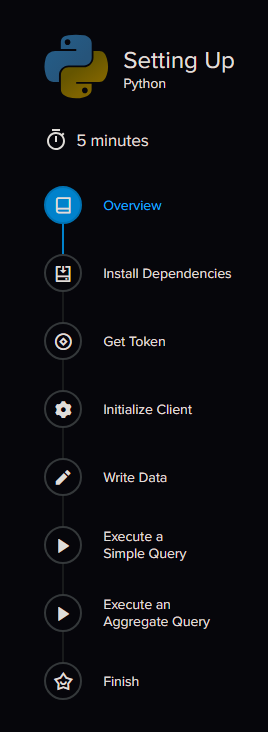 Setting Up
Python
5 minutes
Overview
Install Dependencies
Get Token
Initialize Client
Write Data
Execute a
Simple Query
Execute an
Aggregate Query
Finish